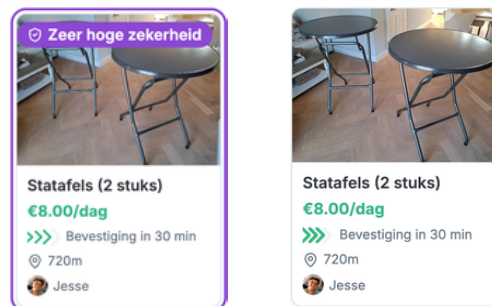 Zeer hoge zekerheid
Statafels (2 stuks)
€8.00/dag
Bevestiging in 30 min
720m
Jesse
Statafels (2 stuks)
€8.00/dag
Bevestiging in 30 min
720m
Jesse